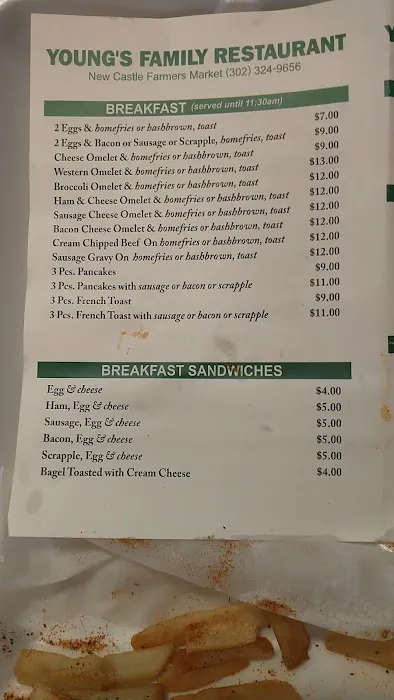 YOUNG'S FAMILY RESTAURANT
New Castle Farmers Market (302) 324-9656
BREAKFAST (served until 11:30am)
2 Eggs & homefries or hashbrown, toast $7.00
2 Eggs & Bacon or Sausage or Scrapple, homefries, toast $9.00
Cheese Omelet & homefries or hashbrown, toast $9.00
Western Omelet & homefries or hashbrown, toast $13.00
Broccoli Omelet & homefries or hashbrown, toast $12.00
Ham & Cheese Omelet & homefries or hashbrown, toast $12.00
Sausage Cheese Omelet & homefries or hashbrown, toast $12.00
Bacon Cheese Omelet & homefries or hashbrown, toast $12.00
Cream Chipped Beef On homefries or hashbrown, toast $12.00
Sausage Gravy On homefries or hashbrown, toast $12.00
3 Pcs. Pancakes $9.00
3 Pcs. Pancakes with sausage or bacon or scrapple $11.00
3 Pcs. French Toast $9.00
3 Pcs. French Toast with sausage or bacon or scrapple $11.00
BREAKFAST SANDWICHES
Egg & cheese $4.00
Ham, Egg & cheese $5.00
Sausage, Egg & cheese $5.00
Bacon, Egg & cheese $5.00
Scrapple, Egg & cheese $5.00
Bagel Toasted with Cream Cheese $4.00